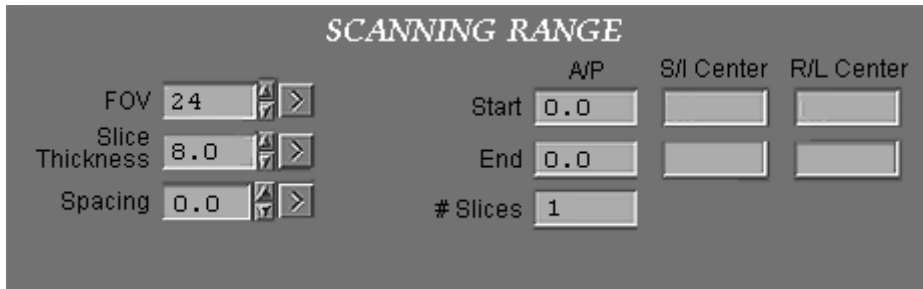 SCANNING RANGE
A/P S/I Center R/L Center
FOV 24 > Start 0.0
Slice
Thickness 8.0 > End 0.0
Spacing 0.0 > # Slices 1